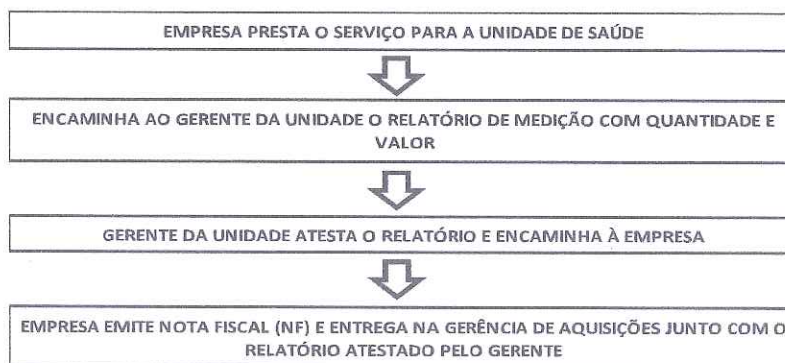 EMPRESA PRESTA O SERVIÇO PARA A UNIDADE DE SAÚDE
ENCAMINHA AO GERENTE DA UNIDADE O RELATÓRIO DE MEDIÇÃO COM QUANTIDADE E
VALOR
GERENTE DA UNIDADE ATESTA O RELATÓRIO E ENCAMINHA À EMPRESA
EMPRESA EMITE NOTA FISCAL (NF) E ENTREGA NA GERÊNCIA DE AQUISIÇÕES JUNTO COM O
RELATÓRIO ATESTADO PELO GERENTE